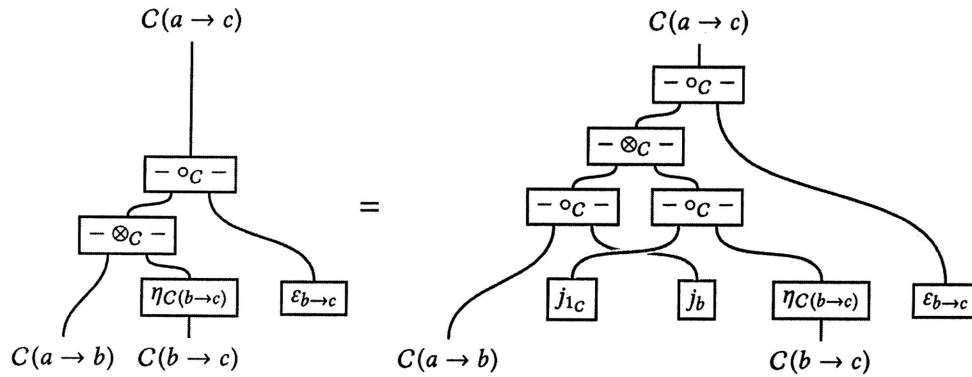 𝒞(a → c)
− ∘𝒞 −
− ⊗𝒞 −
η𝒞(b→c)
εb→c
𝒞(a → b)
𝒞(b → c)
=
𝒞(a → c)
− ∘𝒞 −
− ⊗𝒞 −
− ∘𝒞 −
− ∘𝒞 −
j1𝒞
jb
η𝒞(b→c)
εb→c
𝒞(a → b)
𝒞(b → c)